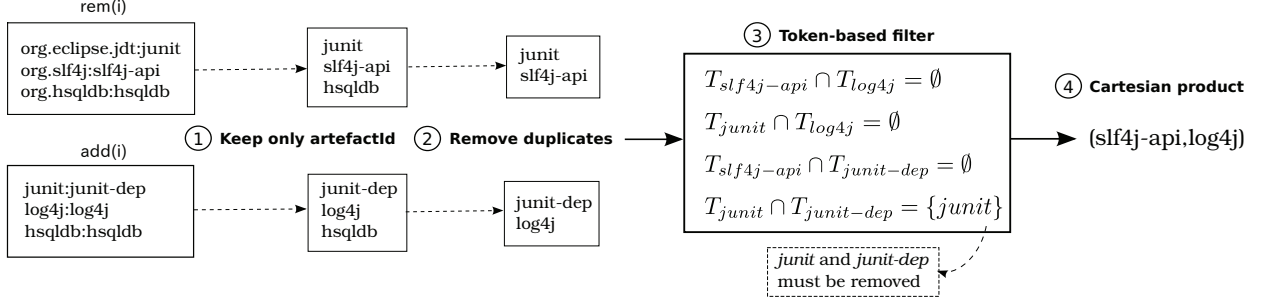 rem(i)
org.eclipse.jdt:junit
org.slf4j:slf4j-api
org.hsqldb:hsqldb
junit
slf4j-api
hsqldb
junit
slf4j-api
1 Keep only artefactId
2 Remove duplicates
add(i)
junit:junit-dep
log4j:log4j
hsqldb:hsqldb
junit-dep
log4j
hsqldb
junit-dep
log4j
3 Token-based filter
T_{slf4j-api} ∩ T_{log4j} = ∅
T_{junit} ∩ T_{log4j} = ∅
T_{slf4j-api} ∩ T_{junit-dep} = ∅
T_{junit} ∩ T_{junit-dep} = {junit}
junit and junit-dep
must be removed
4 Cartesian product
(slf4j-api,log4j)